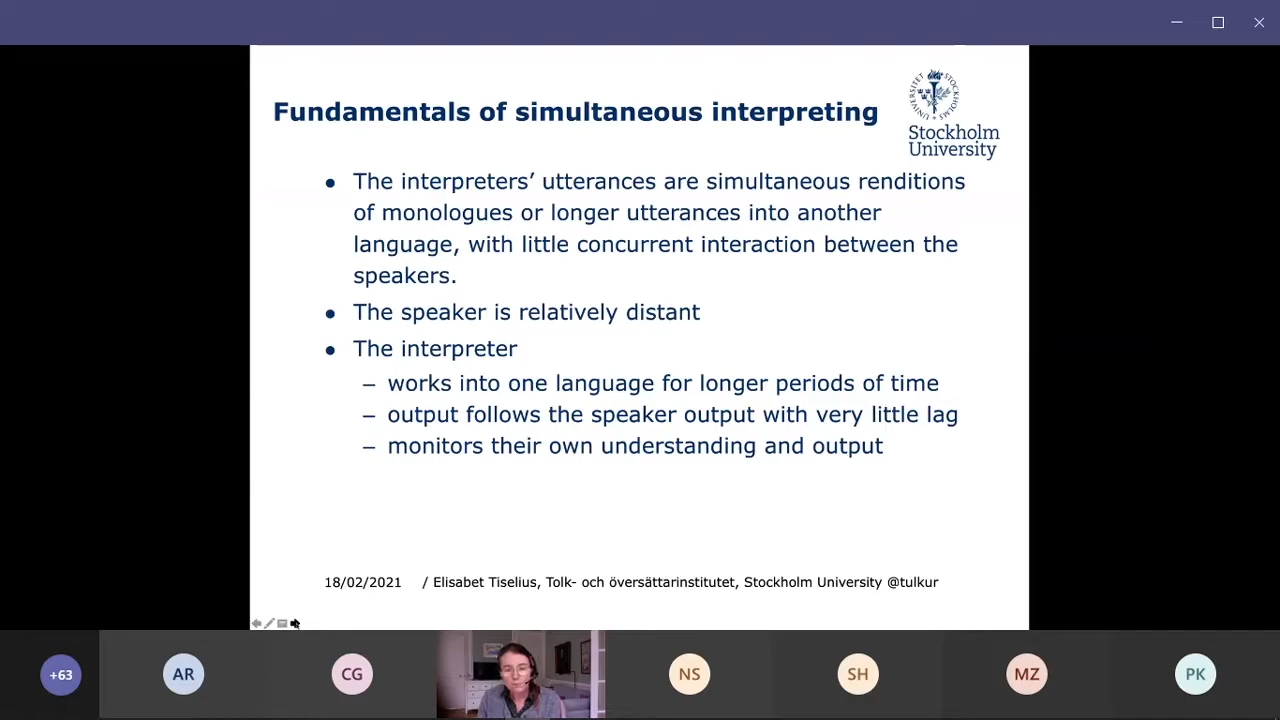 Fundamentals of simultaneous interpreting
Stockholm
University
● The interpreters’ utterances are simultaneous renditions
of monologues or longer utterances into another
language, with little concurrent interaction between the
speakers.
● The speaker is relatively distant
● The interpreter
– works into one language for longer periods of time
– output follows the speaker output with very little lag
– monitors their own understanding and output
18/02/2021 / Elisabet Tiselius, Tolk- och översättarinstitutet, Stockholm University @tulkur
+63 AR CG NS SH MZ PK